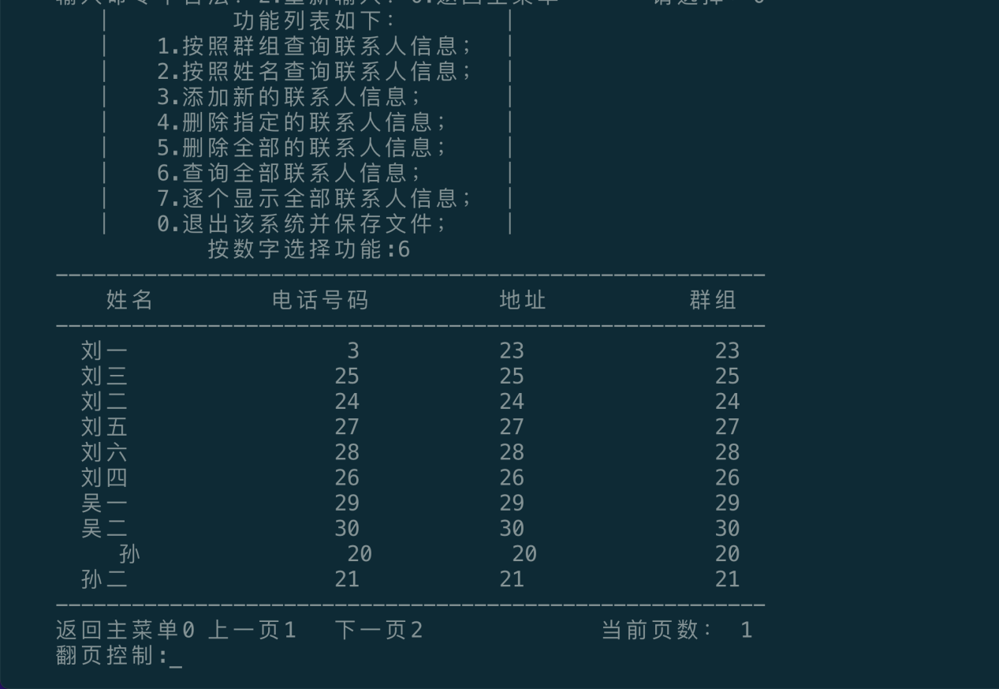 功能列表如下：
1.按照群组查询联系人信息；
2.按照姓名查询联系人信息；
3.添加新的联系人信息；
4.删除指定的联系人信息；
5.删除全部的联系人信息；
6.查询全部联系人信息；
7.逐个显示全部联系人信息；
0.退出该系统并保存文件；
按数字选择功能:6
姓名 电话号码 地址 群组
刘一 3 23 23
刘三 25 25 25
刘二 24 24 24
刘五 27 27 27
刘六 28 28 28
刘四 26 26 26
吴一 29 29 29
吴二 30 30 30
孙 20 20 20
孙二 21 21 21
返回主菜单0 上一页1 下一页2 当前页数： 1
翻页控制:_